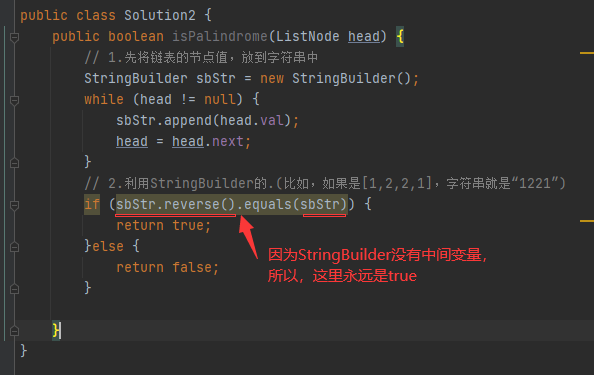 public class Solution2 {
public boolean isPalindrome(ListNode head) {
// 1.先将链表的节点值，放到字符串中
StringBuilder sbStr = new StringBuilder();
while (head != null) {
sbStr.append(head.val);
head = head.next;
}
// 2.利用StringBuilder的.(比如，如果是[1,2,2,1]，字符串就是“1221”)
if (sbStr.reverse().equals(sbStr)) {
return true;
}else {
return false;
}
因为StringBuilder没有中间变量，
所以，这里永远是true
}
}